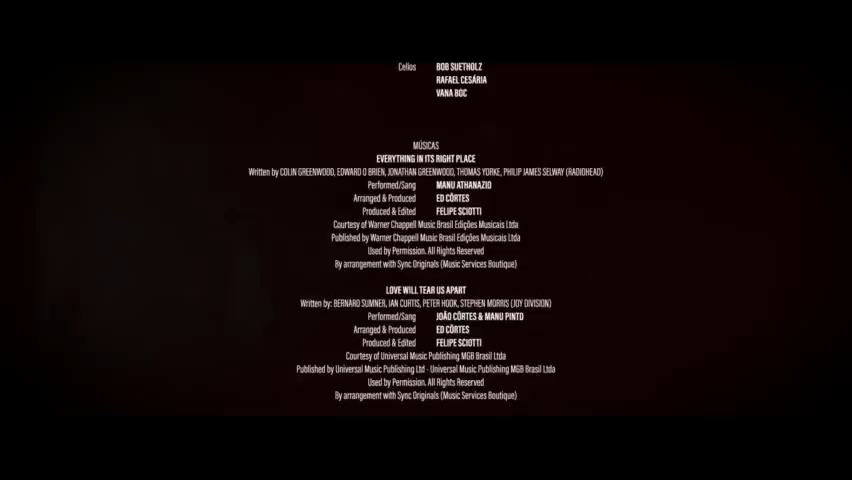 Cellos BOB SUETHOLZ
RAFAEL CESÁRIA
VANA BOC
MÚSICAS
EVERYTHING IN ITS RIGHT PLACE
Written by COLIN GREENWOOD, EDWARD O BRIEN, JONATHAN GREENWOOD, THOMAS YORKE, PHILIP JAMES SELWAY (RADIOHEAD)
Performed/Sang MANU ATHANAZIO
Arranged & Produced ED CÔRTES
Produced & Edited FELIPE SCIOTTI
Courtesy of Warner Chappell Music Brasil Edições Musicais Ltda
Published by Warner Chappell Music Brasil Edições Musicais Ltda
Used by Permission. All Rights Reserved
By arrangement with Sync Originals (Music Services Boutique)
LOVE WILL TEAR US APART
Written by: BERNARD SUMNER, IAN CURTIS, PETER HOOK, STEPHEN MORRIS (JOY DIVISION)
Performed/Sang JOÃO CÔRTES & MANU PINTO
Arranged & Produced ED CÔRTES
Produced & Edited FELIPE SCIOTTI
Courtesy of Universal Music Publishing MGB Brasil Ltda
Published by Universal Music Publishing Ltd - Universal Music Publishing MGB Brasil Ltda
Used by Permission. All Rights Reserved
By arrangement with Sync Originals (Music Services Boutique)